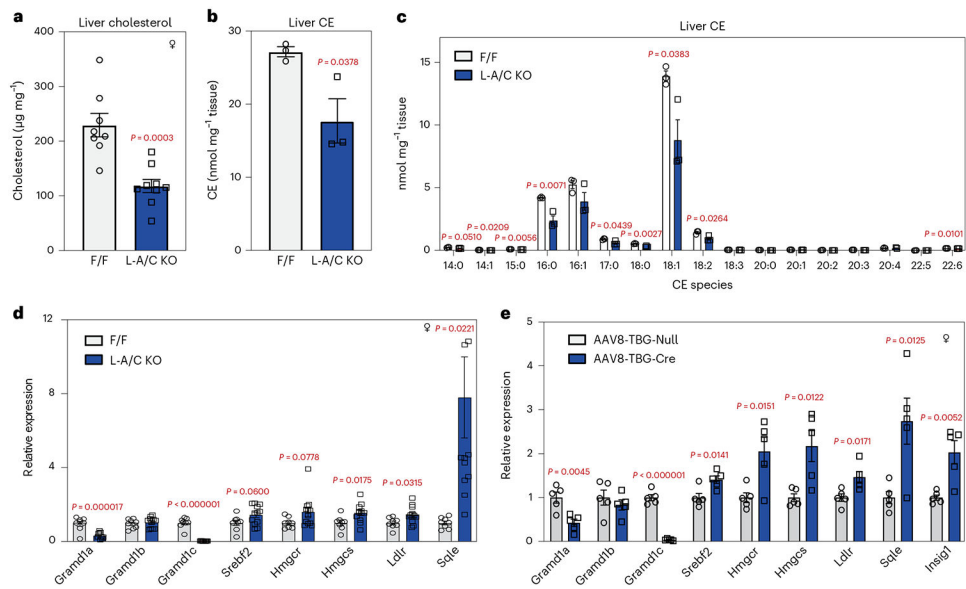 a
Liver cholesterol
♀
Cholesterol (µg mg⁻¹)
400
300
200
100
0
P = 0.0003
F/F
L-A/C KO
b
Liver CE
CE (nmol mg⁻¹ tissue)
30
20
10
0
P = 0.0378
F/F
L-A/C KO
c
Liver CE
F/F
L-A/C KO
nmol mg⁻¹ tissue
15
10
5
0
P = 0.0510
P = 0.0209
P = 0.0056
P = 0.0071
P = 0.0439
P = 0.0027
P = 0.0383
P = 0.0264
P = 0.0101
14:0 14:1 15:0 16:0 16:1 17:0 18:0 18:1 18:2 18:3 20:0 20:1 20:2 20:3 20:4 22:5 22:6
CE species
d
F/F
L-A/C KO
♀
Relative expression
12
8
4
0
P = 0.000017
P < 0.000001
P = 0.0600
P = 0.0778
P = 0.0175
P = 0.0315
P = 0.0221
Gramd1a Gramd1b Gramd1c Srebf2 Hmgcr Hmgcs Ldlr Sqle
e
AAV8-TBG-Null
AAV8-TBG-Cre
♀
Relative expression
5
4
3
2
1
0
P = 0.0045
P < 0.000001
P = 0.0141
P = 0.0151
P = 0.0122
P = 0.0171
P = 0.0125
P = 0.0052
Gramd1a Gramd1b Gramd1c Srebf2 Hmgcr Hmgcs Ldlr Sqle Insig1